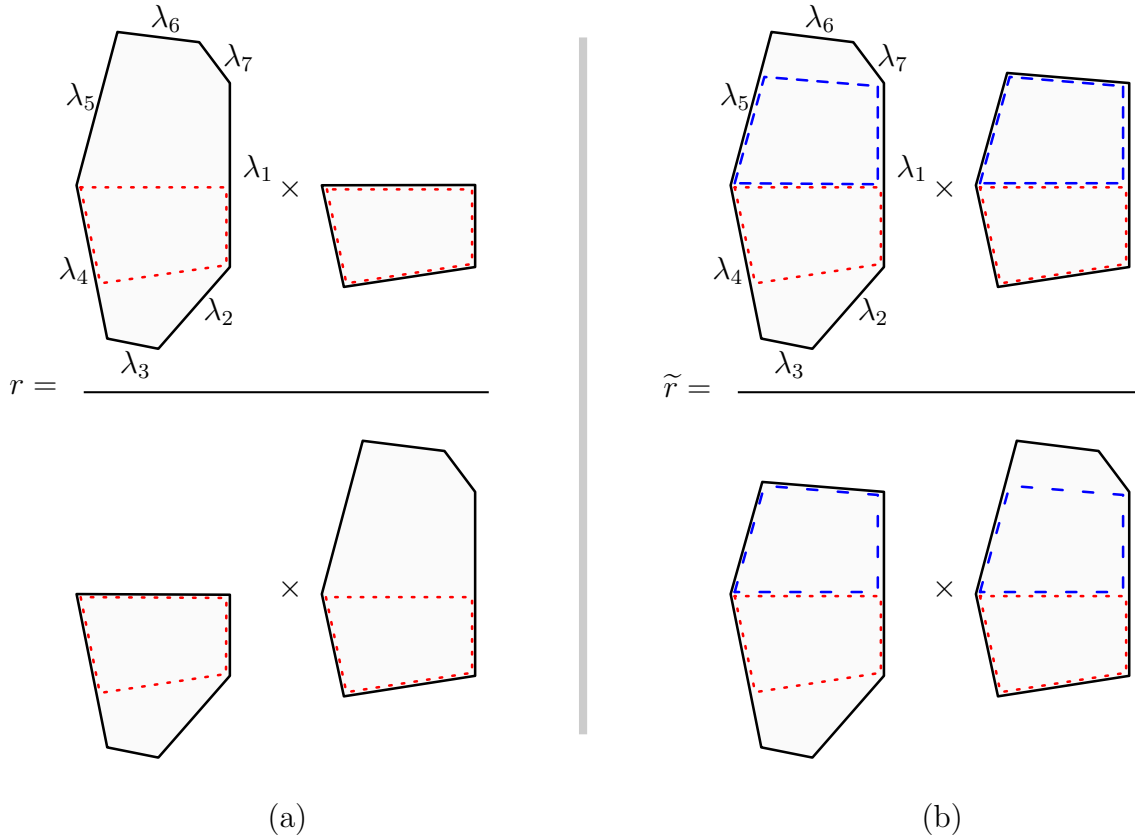 λ₆
λ₇
λ₅
λ₁ ×
λ₄
λ₂
λ₃
r =
×
(a)
λ₆
λ₇
λ₅
λ₁ ×
λ₄
λ₂
λ₃
r̃ =
×
(b)